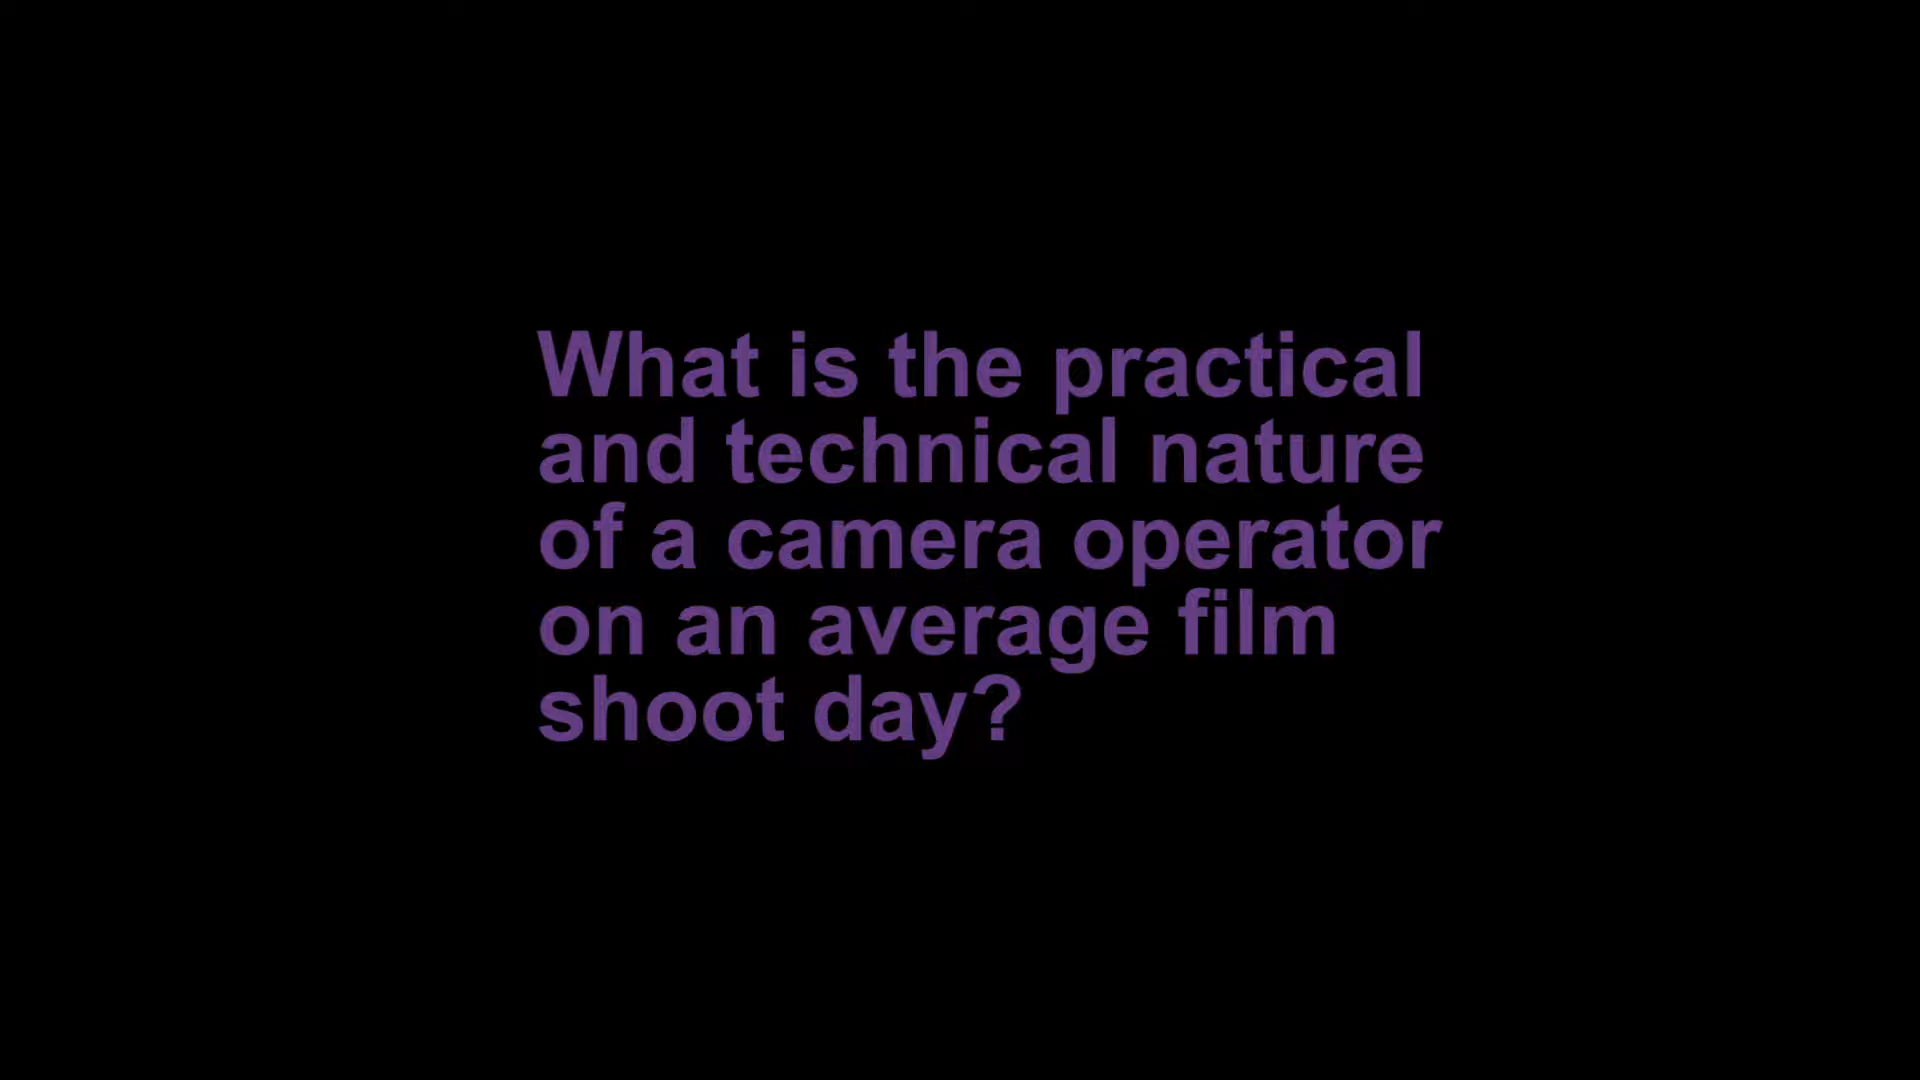 What is the practical
and technical nature
of a camera operator
on an average film
shoot day?